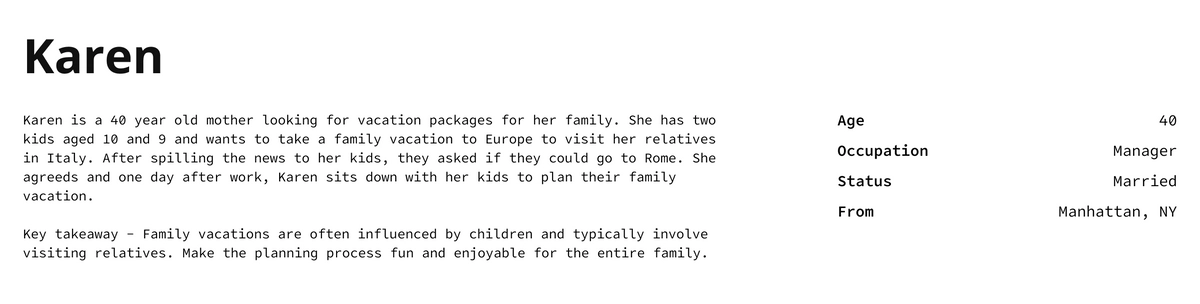 Karen
Karen is a 40 year old mother looking for vacation packages for her family. She has two
kids aged 10 and 9 and wants to take a family vacation to Europe to visit her relatives
in Italy. After spilling the news to her kids, they asked if they could go to Rome. She
agreeds and one day after work, Karen sits down with her kids to plan their family
vacation.
Key takeaway – Family vacations are often influenced by children and typically involve
visiting relatives. Make the planning process fun and enjoyable for the entire family.
Age 40
Occupation Manager
Status Married
From Manhattan, NY